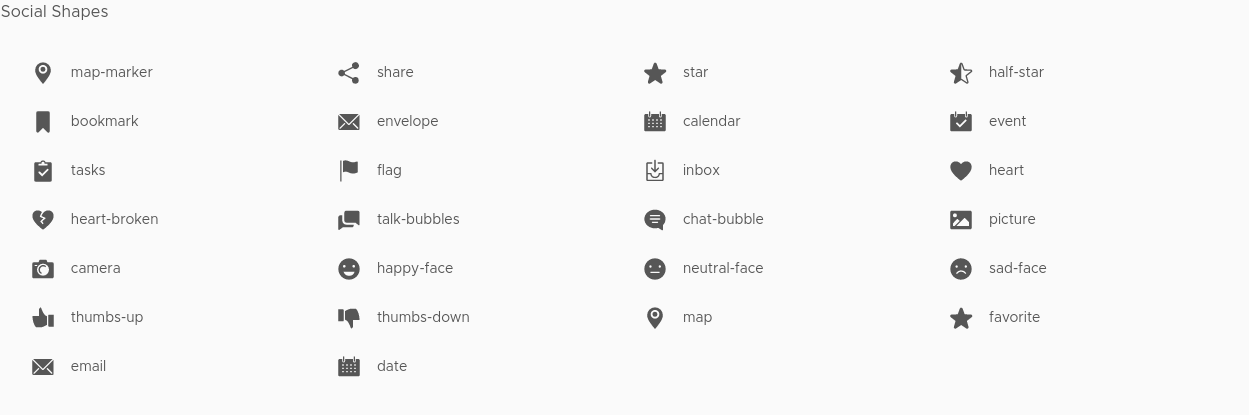 Social Shapes
map-marker share star half-star
bookmark envelope calendar event
tasks flag inbox heart
heart-broken talk-bubbles chat-bubble picture
camera happy-face neutral-face sad-face
thumbs-up thumbs-down map favorite
email date